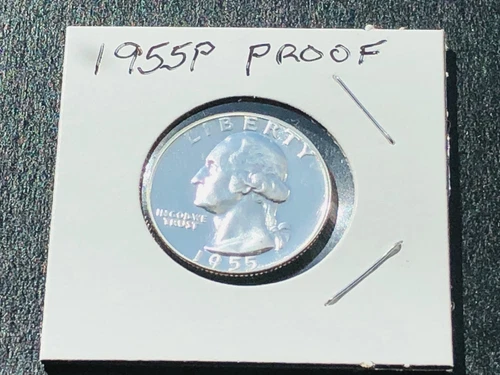 1955P PROOF
LIBERTY
IN GOD WE
TRUST
1955